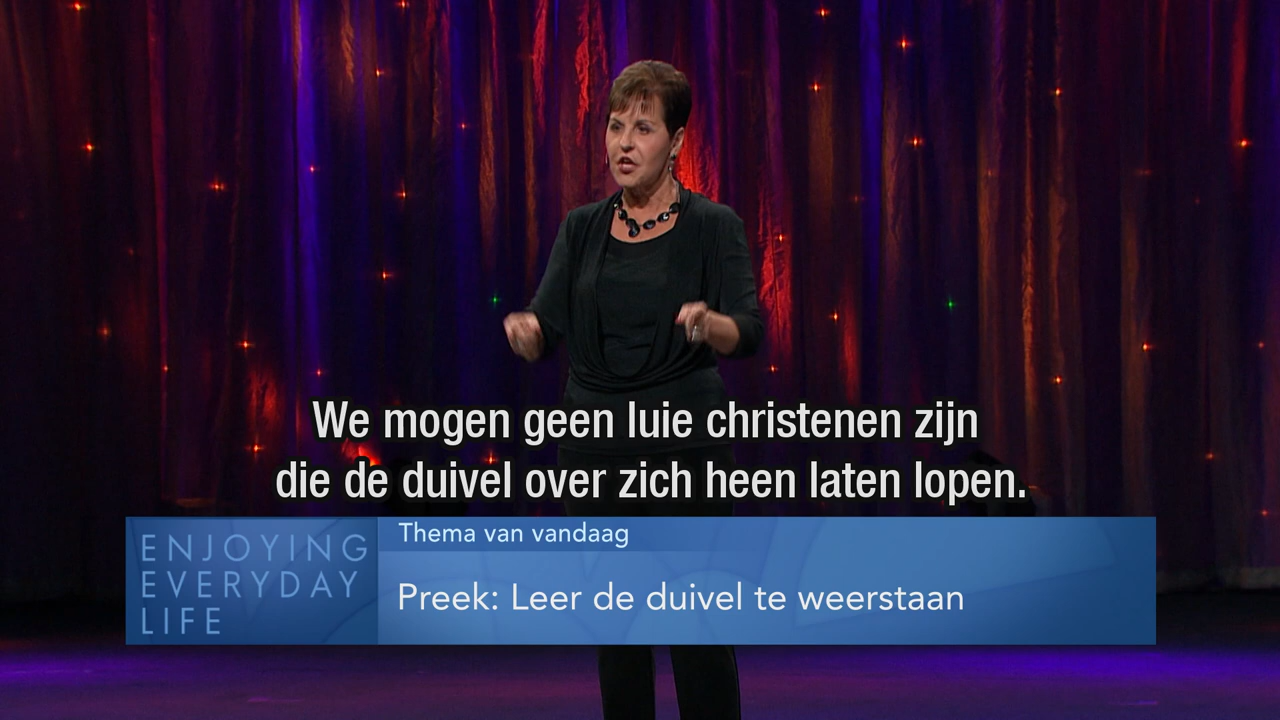 We mogen geen luie christenen zijn
die de duivel over zich heen laten lopen.
ENJOYING
EVERYDAY
LIFE
Thema van vandaag
Preek: Leer de duivel te weerstaan